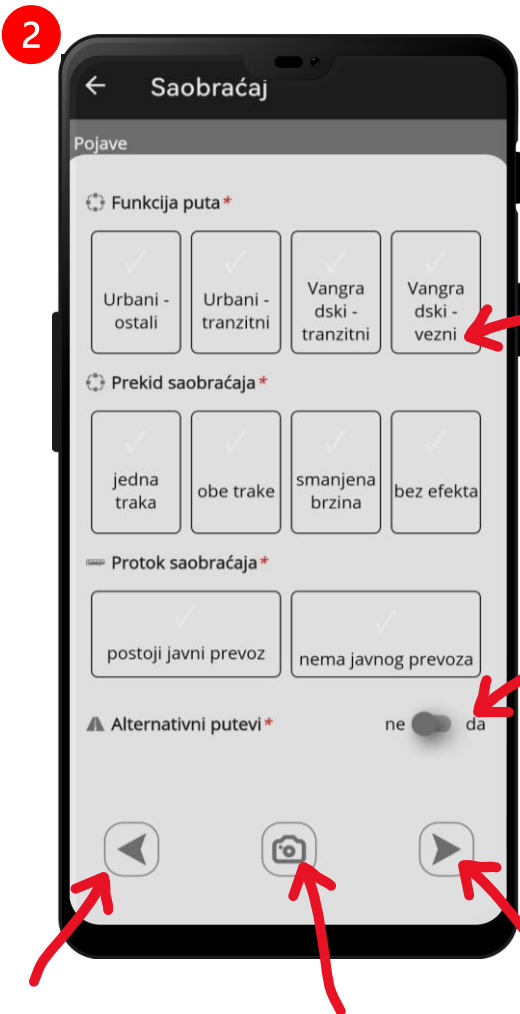 2
Saobraćaj
Pojave
Funkcija puta*
Urbani -
ostali
Urbani -
tranzitni
Vangra
dski -
tranzitni
Vangra
dski -
vezni
Prekid saobraćaja*
jedna
traka
obe trake
smanjena
brzina
bez efekta
Protok saobraćaja*
postoji javni prevoz
nema javnog prevoza
Alternativni putevi* ne da